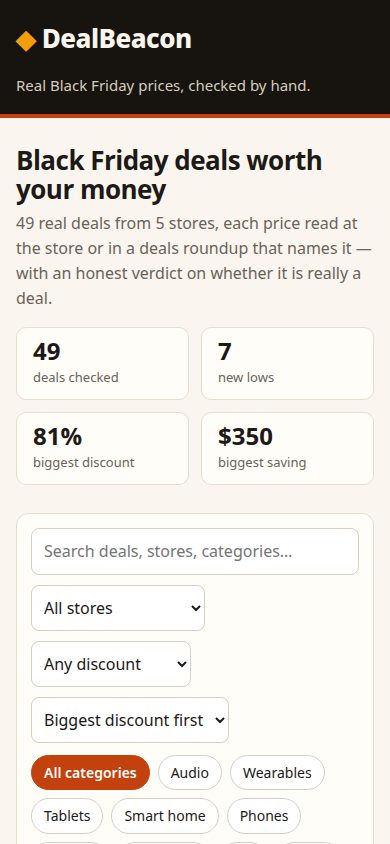 ◆ DealBeacon
Real Black Friday prices, checked by hand.
Black Friday deals worth
your money
49 real deals from 5 stores, each price read at
the store or in a deals roundup that names it —
with an honest verdict on whether it is really a
deal.
49
deals checked
7
new lows
81%
biggest discount
$350
biggest saving
Search deals, stores, categories...
All stores
Any discount
Biggest discount first
All categories Audio Wearables
Tablets Smart home Phones